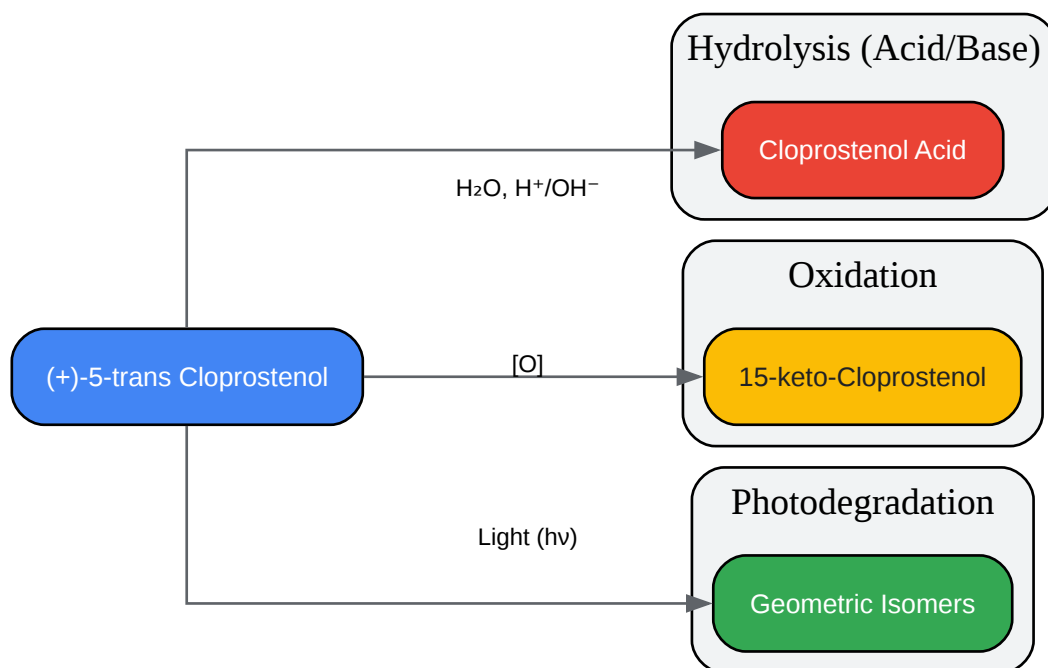 Hydrolysis (Acid/Base)
Cloprostenol Acid
H₂O, H⁺/OH⁻
Oxidation
(+)-5-trans Cloprostenol
[O]
15-keto-Cloprostenol
Photodegradation
Light (hν)
Geometric Isomers